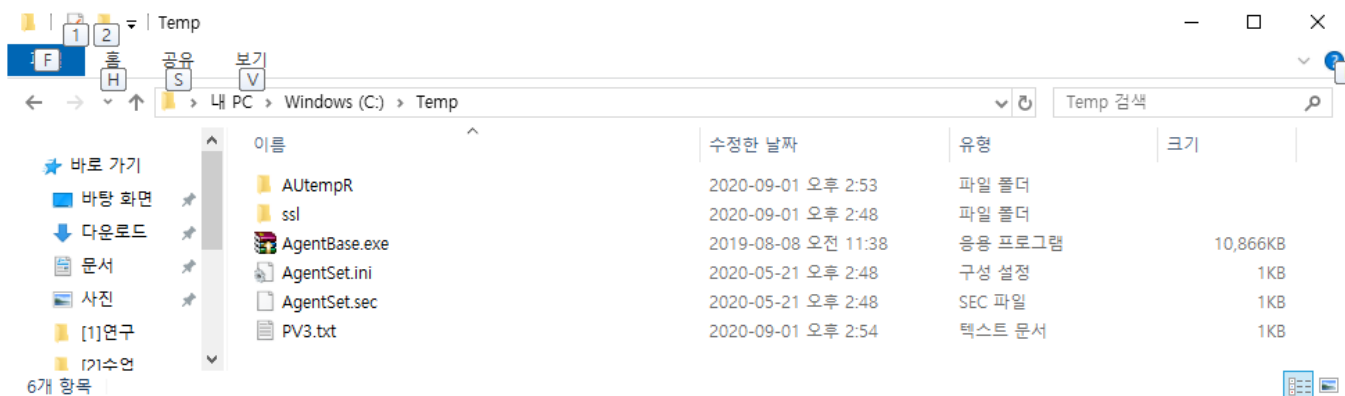 Temp
1 2
F 홈 공유 보기
H S V
내 PC > Windows (C:) > Temp
Temp 검색
이름 수정한 날짜 유형 크기
바로 가기
바탕 화면
다운로드
문서
사진
[1]연구
[2]수업
AUtempR 2020-09-01 오후 2:53 파일 폴더
ssl 2020-09-01 오후 2:48 파일 폴더
AgentBase.exe 2019-08-08 오전 11:38 응용 프로그램 10,866KB
AgentSet.ini 2020-05-21 오후 2:48 구성 설정 1KB
AgentSet.sec 2020-05-21 오후 2:48 SEC 파일 1KB
PV3.txt 2020-09-01 오후 2:54 텍스트 문서 1KB
6개 항목